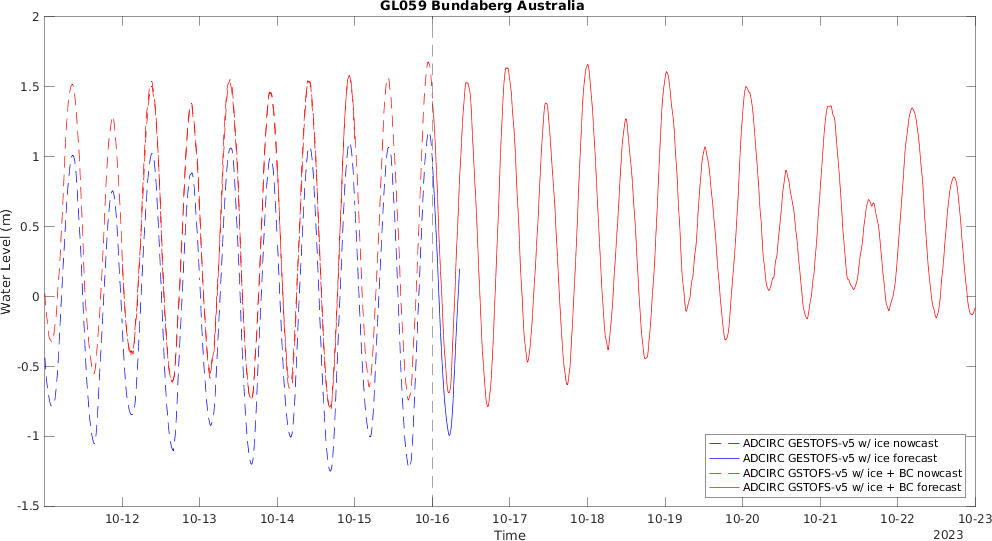 GL059 Bundaberg Australia
2
1.5
1
0.5
0
-0.5
-1
-1.5
Water Level (m)
ADCIRC GESTOFS-v5 w/ ice nowcast
ADCIRC GESTOFS-v5 w/ ice forecast
ADCIRC GSTOFS-v5 w/ ice + BC nowcast
ADCIRC GSTOFS-v5 w/ ice + BC forecast
10-12 10-13 10-14 10-15 10-16 10-17 10-18 10-19 10-20 10-21 10-22 10-23
Time
2023